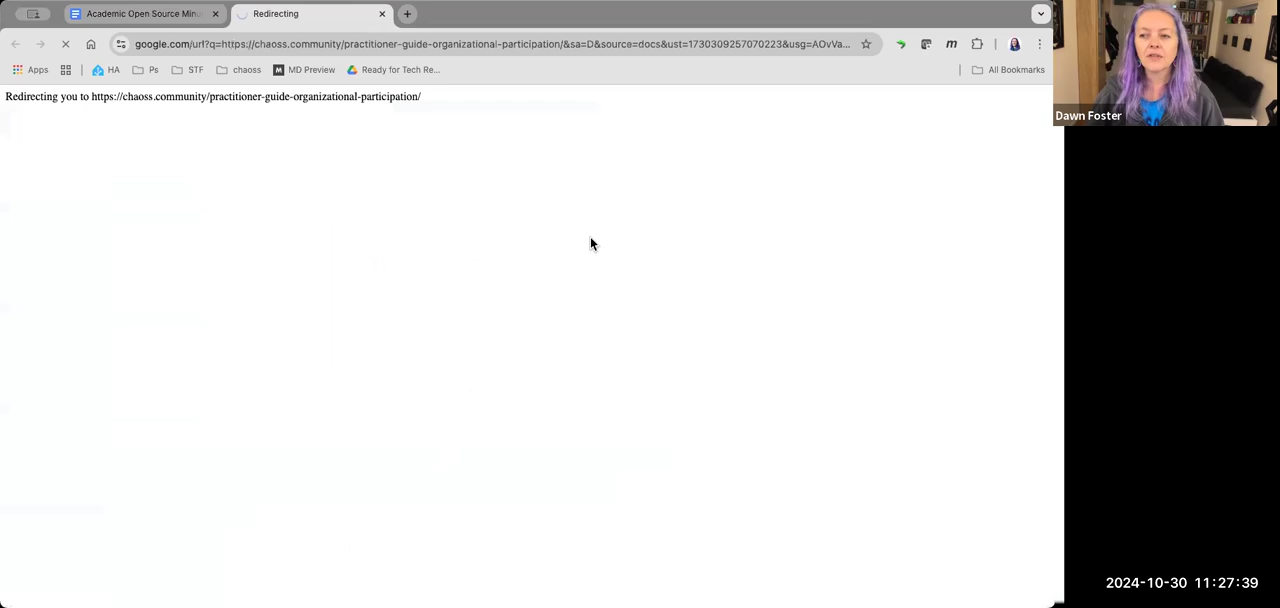 Academic Open Source Minu
Redirecting
google.com/url?q=https://chaoss.community/practitioner-guide-organizational-participation/&sa=D&source=docs&ust=1730309257070223&usg=AOvVa...
Apps
HA
Ps
STF
chaoss
M MD Preview
Ready for Tech Re...
All Bookmarks
Redirecting you to https://chaoss.community/practitioner-guide-organizational-participation/
Dawn Foster
2024-10-30 11:27:39